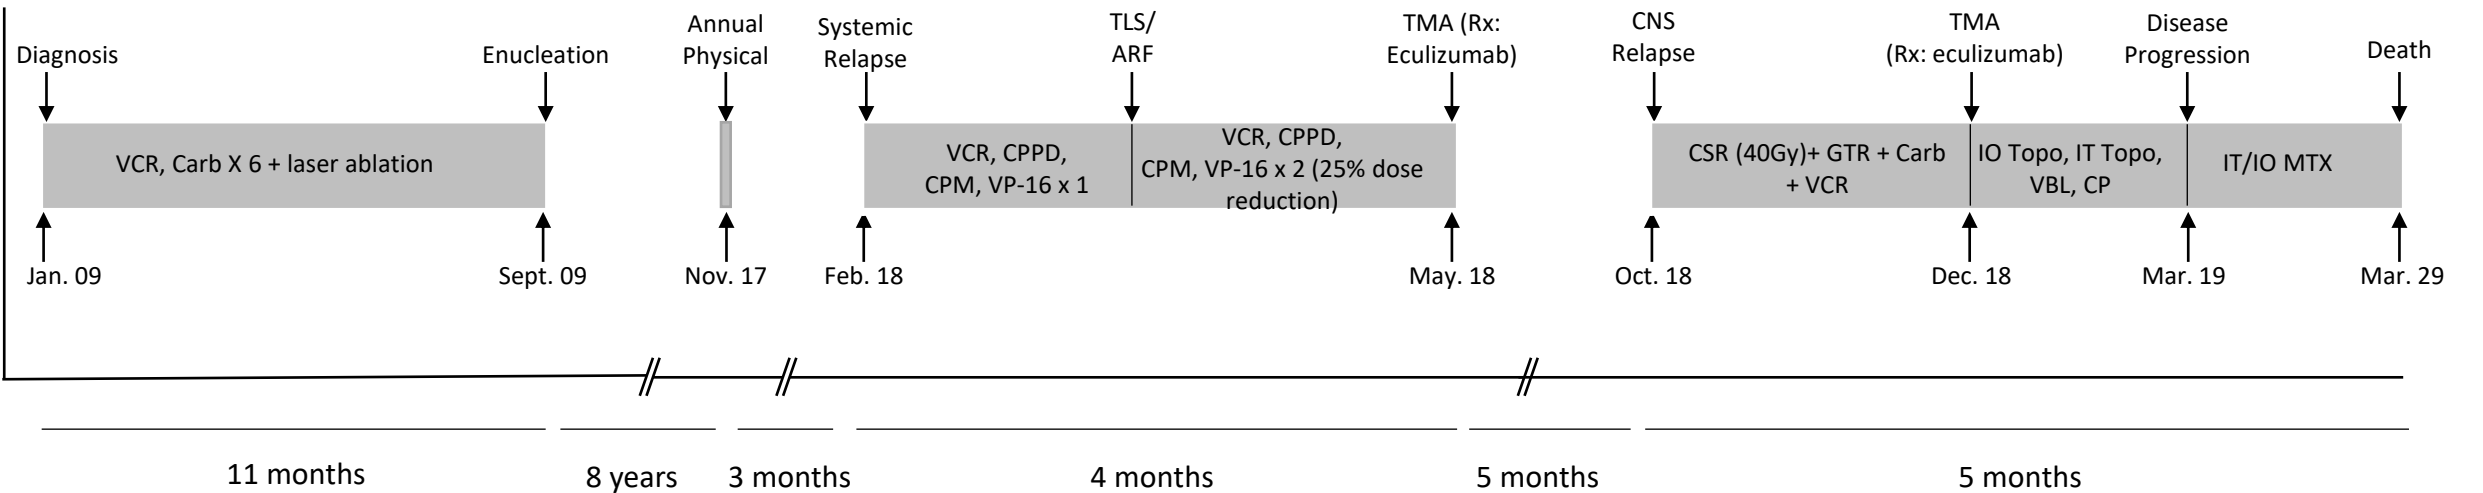 Diagnosis
Enucleation
Annual
Physical
Systemic
Relapse
TLS/
ARF
TMA (Rx:
Eculizumab)
CNS
Relapse
TMA
(Rx: eculizumab)
Disease
Progression
Death
VCR, Carb X 6 + laser ablation
VCR, CPPD,
CPM, VP-16 x 1
VCR, CPPD,
CPM, VP-16 x 2 (25% dose
reduction)
CSR (40Gy)+ GTR + Carb
+ VCR
IO Topo, IT Topo,
VBL, CP
IT/IO MTX
Jan. 09
Sept. 09
Nov. 17
Feb. 18
May. 18
Oct. 18
Dec. 18
Mar. 19
Mar. 29
11 months
8 years
3 months
4 months
5 months
5 months